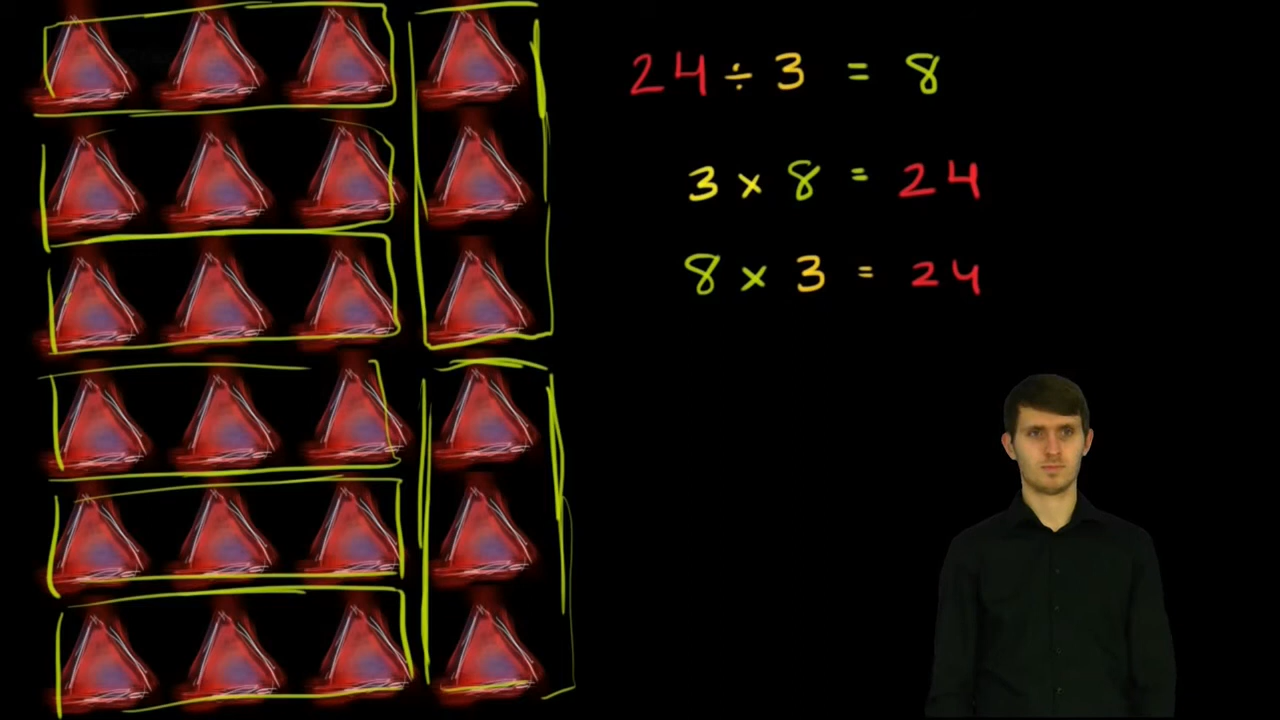 24 ÷ 3 = 8
3 x 8 = 24
8 x 3 = 24